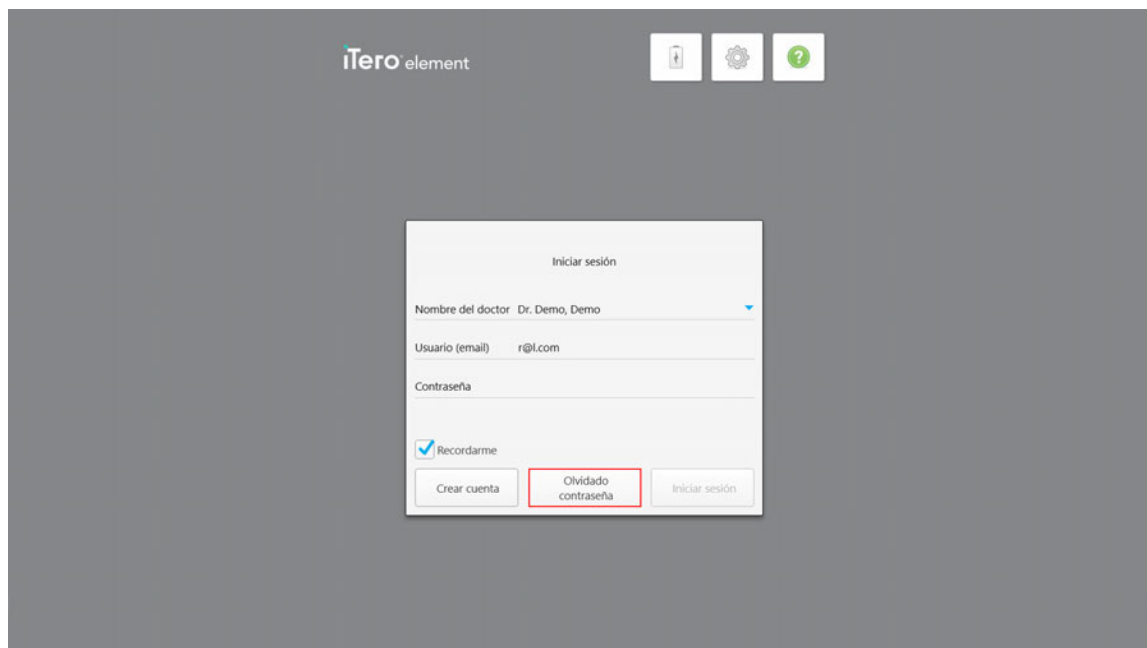 iTero element
?
Iniciar sesión
Nombre del doctor Dr. Demo, Demo
Usuario (email) r@l.com
Contraseña
Recordarme
Crear cuenta
Olvidado
contraseña
Iniciar sesión